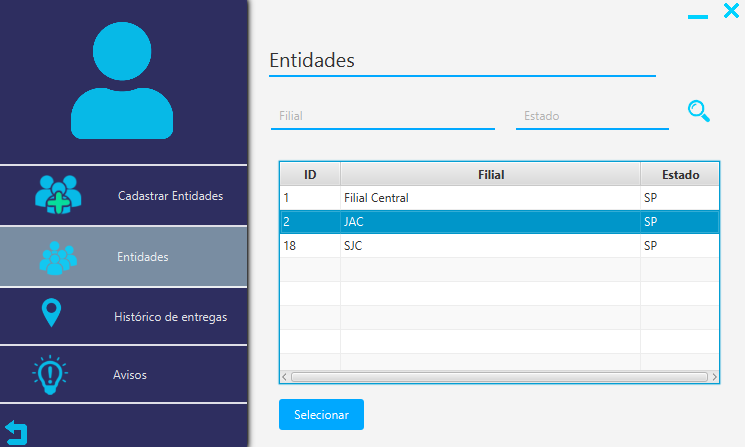 Cadastrar Entidades
Entidades
Histórico de entregas
Avisos
Entidades
Filial Estado
ID Filial Estado
1 Filial Central SP
2 JAC SP
18 SJC SP
Selecionar